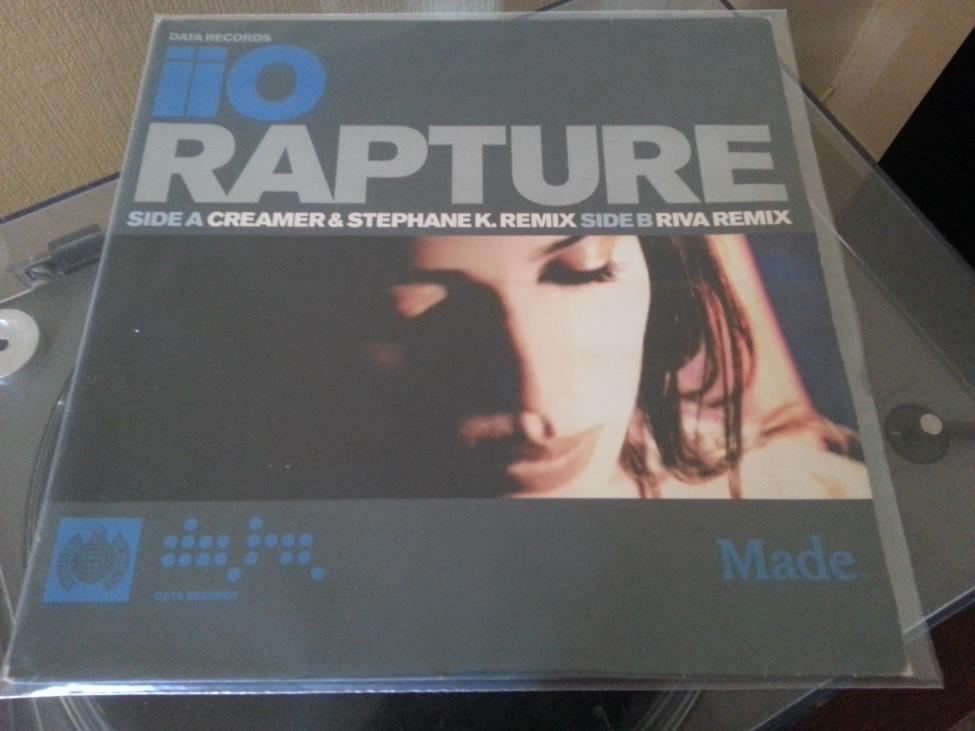 DATA RECORDS
iiO
RAPTURE
SIDE A CREAMER & STEPHANE K. REMIX SIDE B RIVA REMIX
Made.
DATA RECORDS